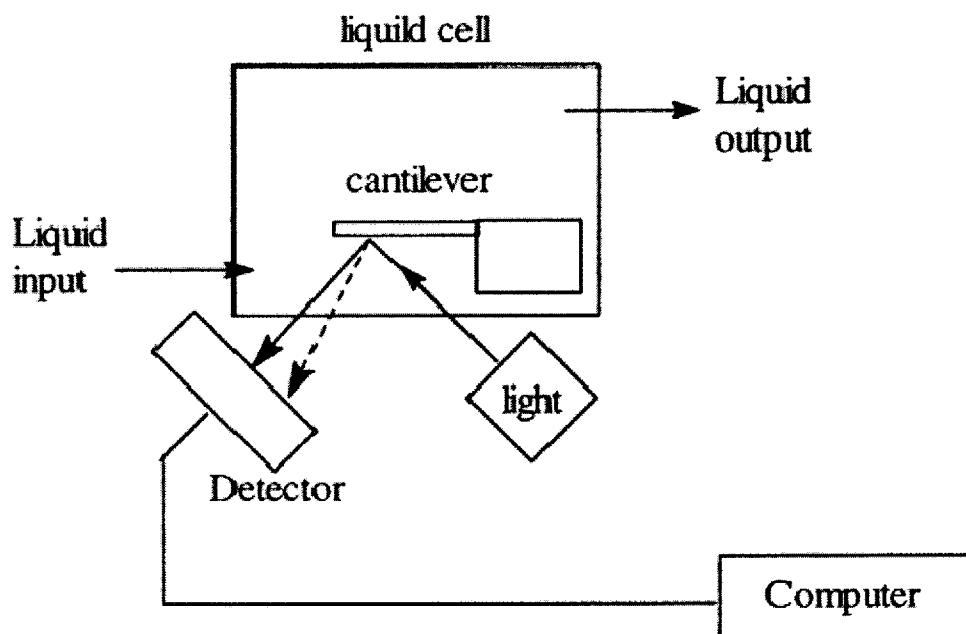 liquild cell
Liquid
output
cantilever
Liquid
input
light
Detector
Computer